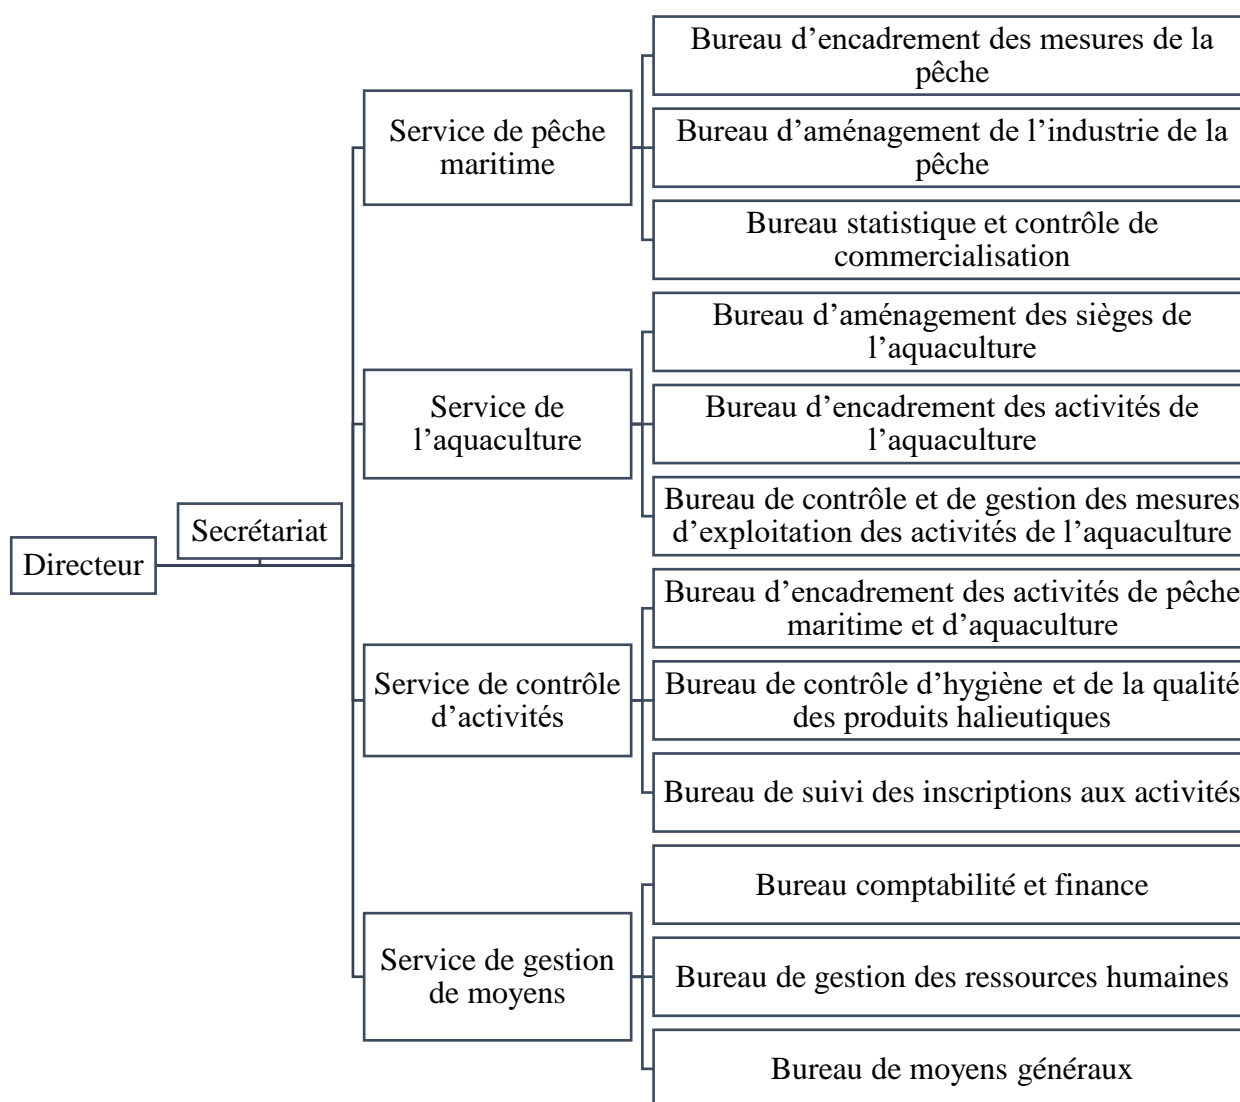 Directeur
Secrétariat
Service de pêche
maritime
Bureau d’encadrement des mesures de la
pêche
Bureau d’aménagement de l’industrie de la
pêche
Bureau statistique et contrôle de
commercialisation
Service de
l’aquaculture
Bureau d’aménagement des sièges de
l’aquaculture
Bureau d’encadrement des activités de
l’aquaculture
Bureau de contrôle et de gestion des mesures
d’exploitation des activités de l’aquaculture
Service de contrôle
d’activités
Bureau d’encadrement des activités de pêche
maritime et d’aquaculture
Bureau de contrôle d’hygiène et de la qualité
des produits halieutiques
Bureau de suivi des inscriptions aux activités
Service de gestion
de moyens
Bureau comptabilité et finance
Bureau de gestion des ressources humaines
Bureau de moyens généraux